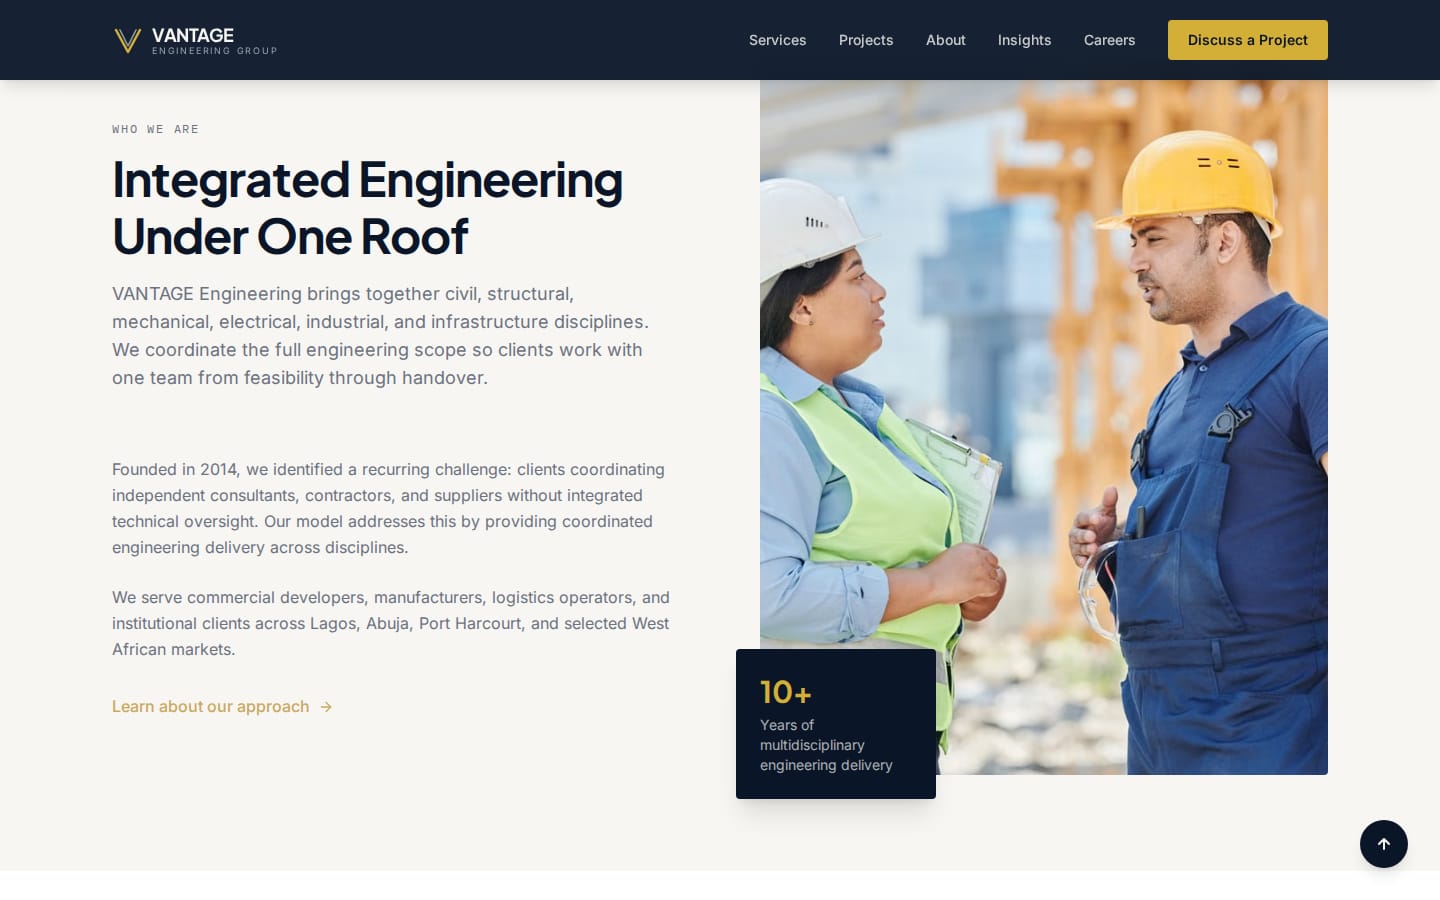 VANTAGE
ENGINEERING GROUP
Services
Projects
About
Insights
Careers
Discuss a Project
WHO WE ARE
Integrated Engineering
Under One Roof
VANTAGE Engineering brings together civil, structural,
mechanical, electrical, industrial, and infrastructure disciplines.
We coordinate the full engineering scope so clients work with
one team from feasibility through handover.
Founded in 2014, we identified a recurring challenge: clients coordinating
independent consultants, contractors, and suppliers without integrated
technical oversight. Our model addresses this by providing coordinated
engineering delivery across disciplines.
We serve commercial developers, manufacturers, logistics operators, and
institutional clients across Lagos, Abuja, Port Harcourt, and selected West
African markets.
Learn about our approach →
10+
Years of
multidisciplinary
engineering delivery